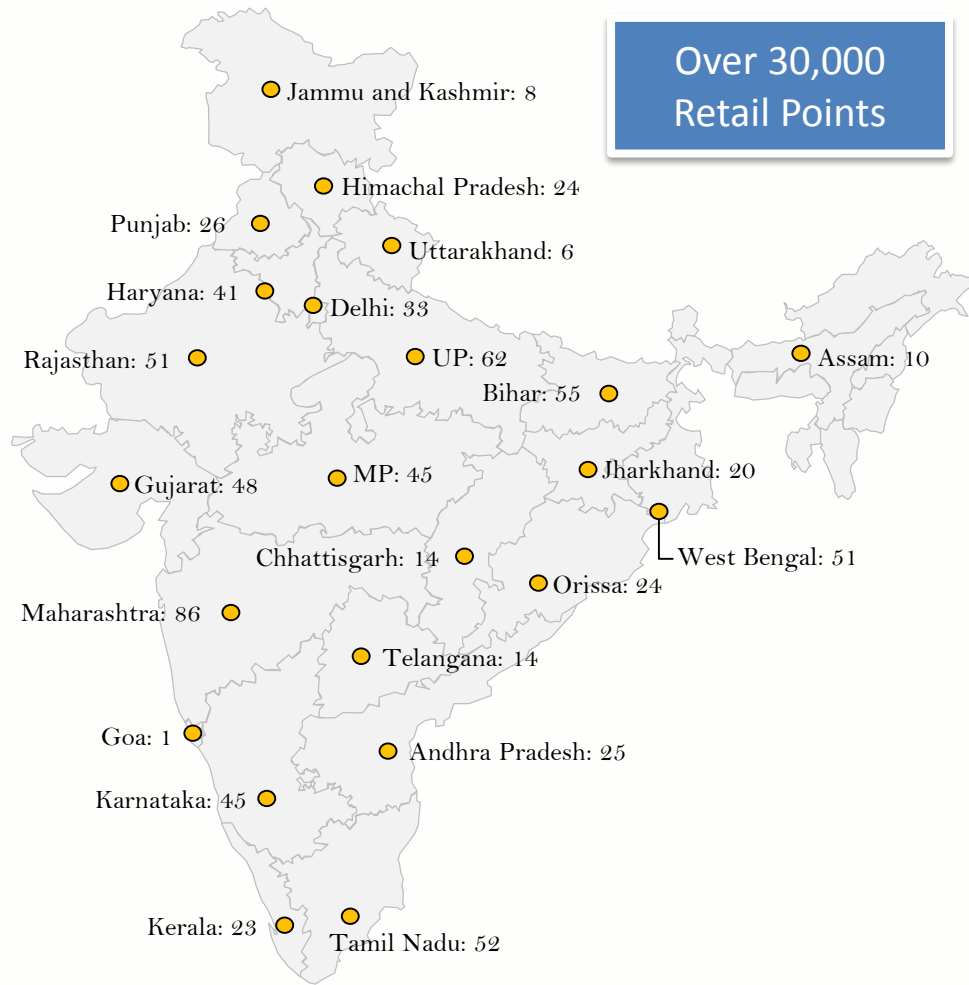 Over 30,000
Retail Points
Jammu and Kashmir: 8
Himachal Pradesh: 24
Punjab: 26
Uttarakhand: 6
Haryana: 41
Delhi: 33
Rajasthan: 51
UP: 62
Assam: 10
Bihar: 55
Gujarat: 48
MP: 45
Jharkhand: 20
Chhattisgarh: 14
West Bengal: 51
Orissa: 24
Maharashtra: 86
Telangana: 14
Goa: 1
Andhra Pradesh: 25
Karnataka: 45
Kerala: 23
Tamil Nadu: 52